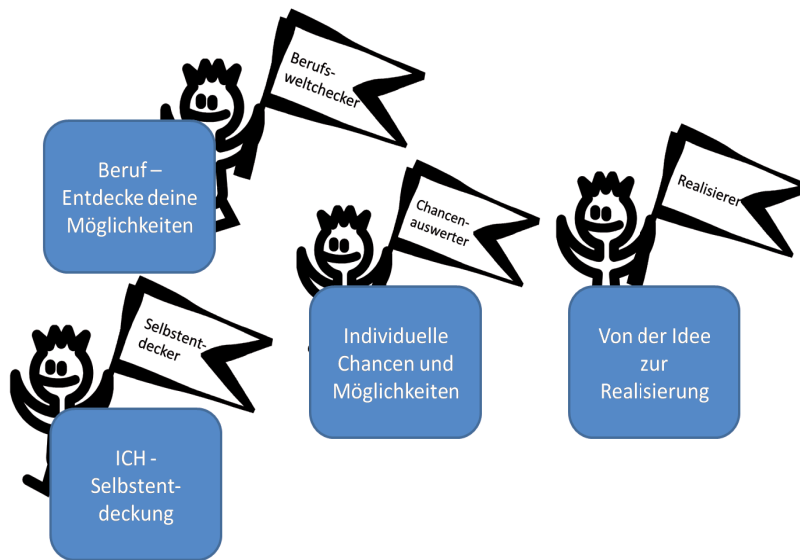 Berufs-
weltchecker
Beruf –
Entdecke deine
Möglichkeiten
Selbstent-
decker
ICH -
Selbstent-
deckung
Chancen-
auswerter
Individuelle
Chancen und
Möglichkeiten
Realisierer
Von der Idee
zur
Realisierung